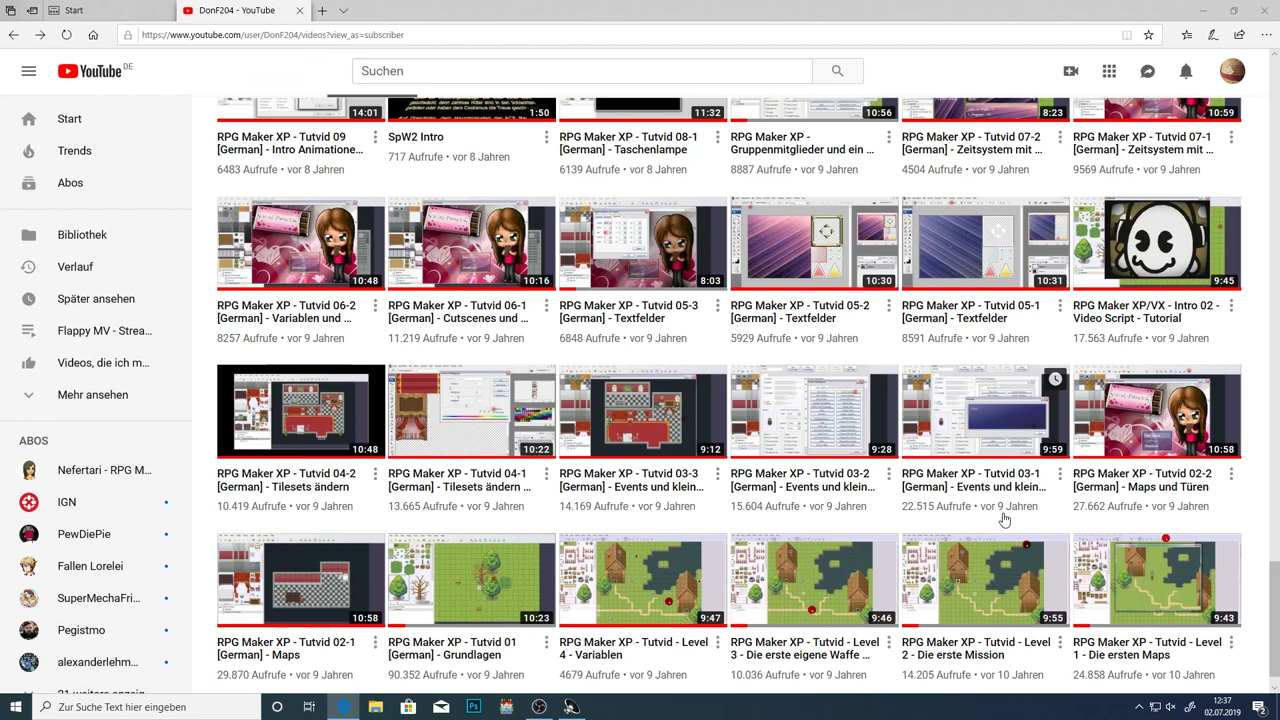 Start
DonF204 - YouTube
https://www.youtube.com/user/DonF204/videos?view_as=subscriber
YouTube DE
Suchen
Start
Trends
Abos
Bibliothek
Verlauf
Später ansehen
Flappy MV - Strea...
Videos, die ich m...
Mehr ansehen
ABOS
Nefertari - RPG M...
IGN
PewDiePie
Fallen Lorelei
SuperMechaFri...
Pegistmo
alexanderlehm...
14:01
1:50
11:32
10:56
8:23
10:59
RPG Maker XP - Tutvid 09
[German] - Intro Animatione...
6483 Aufrufe • vor 8 Jahren
SpW2 Intro
717 Aufrufe • vor 8 Jahren
RPG Maker XP - Tutvid 08-1
[German] - Taschenlampe
6139 Aufrufe • vor 8 Jahren
RPG Maker XP -
Gruppenmitglieder und ein ...
8887 Aufrufe • vor 9 Jahren
RPG Maker XP - Tutvid 07-2
[German] - Zeitsystem mit ...
4504 Aufrufe • vor 9 Jahren
RPG Maker XP - Tutvid 07-1
[German] - Zeitsystem mit ...
9569 Aufrufe • vor 9 Jahren
10:48
10:16
8:03
10:30
10:31
9:45
RPG Maker XP - Tutvid 06-2
[German] - Variablen und ...
8257 Aufrufe • vor 9 Jahren
RPG Maker XP - Tutvid 06-1
[German] - Cutscenes und ...
11.219 Aufrufe • vor 9 Jahren
RPG Maker XP - Tutvid 05-3
[German] - Textfelder
6848 Aufrufe • vor 9 Jahren
RPG Maker XP - Tutvid 05-2
[German] - Textfelder
5929 Aufrufe • vor 9 Jahren
RPG Maker XP - Tutvid 05-1
[German] - Textfelder
8591 Aufrufe • vor 9 Jahren
RPG Maker XP/VX - Intro 02 -
Video Script - Tutorial
17.563 Aufrufe • vor 9 Jahren
10:48
10:22
9:12
9:28
9:59
10:58
RPG Maker XP - Tutvid 04-2
[German] - Tilesets ändern
10.419 Aufrufe • vor 9 Jahren
RPG Maker XP - Tutvid 04-1
[German] - Tilesets ändern ...
13.665 Aufrufe • vor 9 Jahren
RPG Maker XP - Tutvid 03-3
[German] - Events und klein...
14.169 Aufrufe • vor 9 Jahren
RPG Maker XP - Tutvid 03-2
[German] - Events und klein...
15.604 Aufrufe • vor 9 Jahren
RPG Maker XP - Tutvid 03-1
[German] - Events und klein...
22.515 Aufrufe • vor 9 Jahren
RPG Maker XP - Tutvid 02-2
[German] - Maps und Türen
27.662 Aufrufe • vor 9 Jahren
10:58
10:23
9:47
9:46
9:55
9:43
RPG Maker XP - Tutvid 02-1
[German] - Maps
29.870 Aufrufe • vor 9 Jahren
RPG Maker XP - Tutvid 01
[German] - Grundlagen
90.352 Aufrufe • vor 9 Jahren
RPG Maker XP - Tutvid - Level
4 - Variablen
4679 Aufrufe • vor 9 Jahren
RPG Maker XP - Tutvid - Level
3 - Die erste eigene Waffe ...
10.036 Aufrufe • vor 9 Jahren
RPG Maker XP - Tutvid - Level
2 - Die erste Mission
14.205 Aufrufe • vor 10 Jahren
RPG Maker XP - Tutvid - Level
1 - Die ersten Maps
24.858 Aufrufe • vor 10 Jahren
Zur Suche Text hier eingeben
Ps
12:37
02.07.2019
2